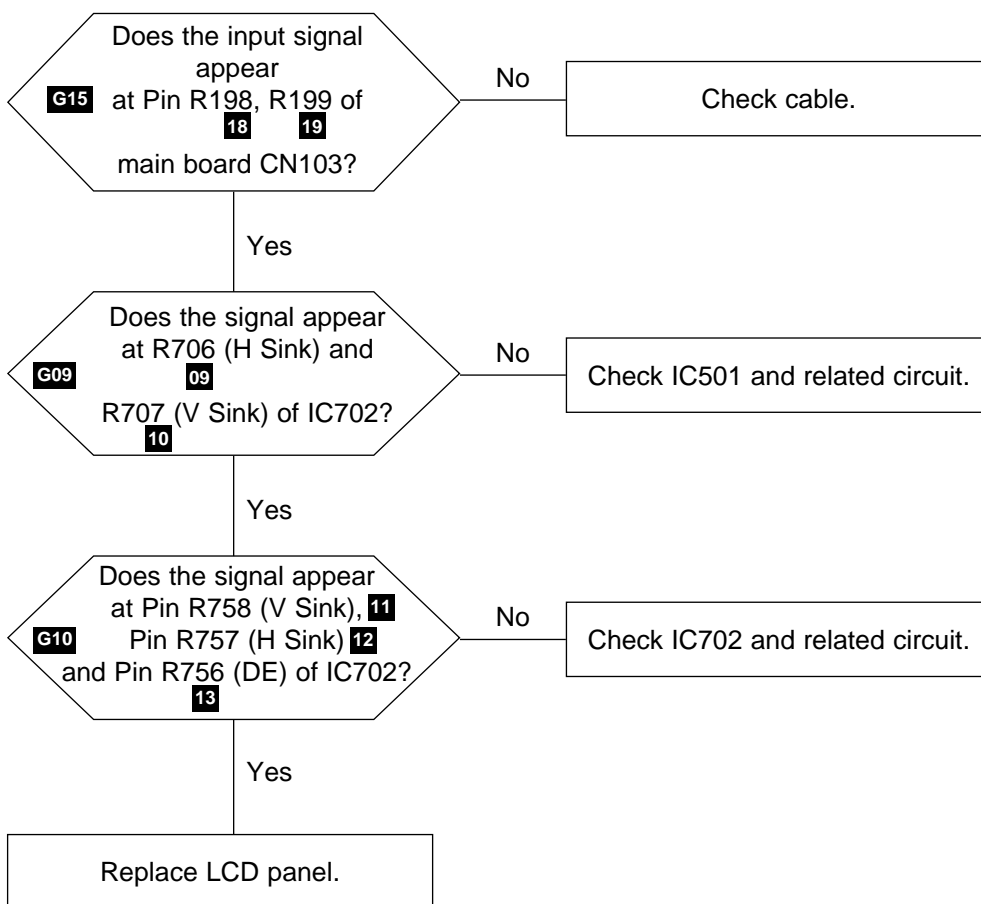 Does the input signal
appear
G15 at Pin R198, R199 of
18 19
main board CN103?
No
Check cable.
Yes
Does the signal appear
at R706 (H Sink) and
G09 09
R707 (V Sink) of IC702?
10
No
Check IC501 and related circuit.
Yes
Does the signal appear
at Pin R758 (V Sink), 11
G10 Pin R757 (H Sink) 12
and Pin R756 (DE) of IC702?
13
No
Check IC702 and related circuit.
Yes
Replace LCD panel.